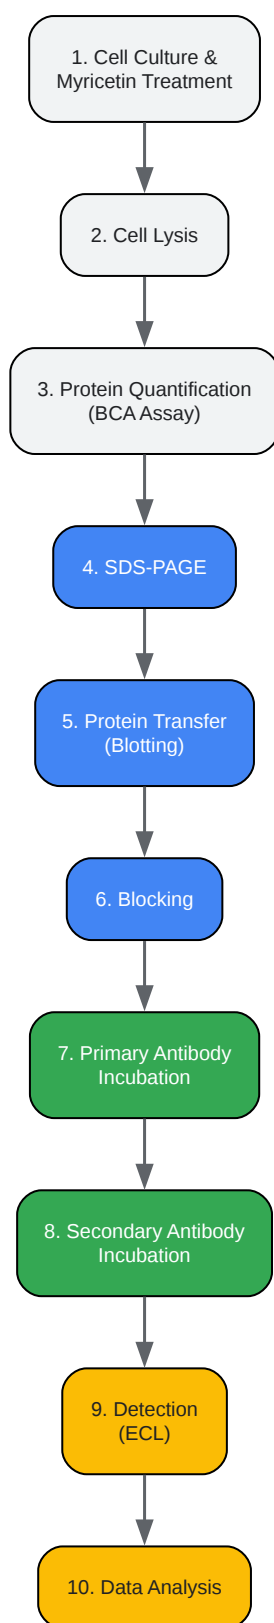 1. Cell Culture &
Myricetin Treatment
2. Cell Lysis
3. Protein Quantification
(BCA Assay)
4. SDS-PAGE
5. Protein Transfer
(Blotting)
6. Blocking
7. Primary Antibody
Incubation
8. Secondary Antibody
Incubation
9. Detection
(ECL)
10. Data Analysis